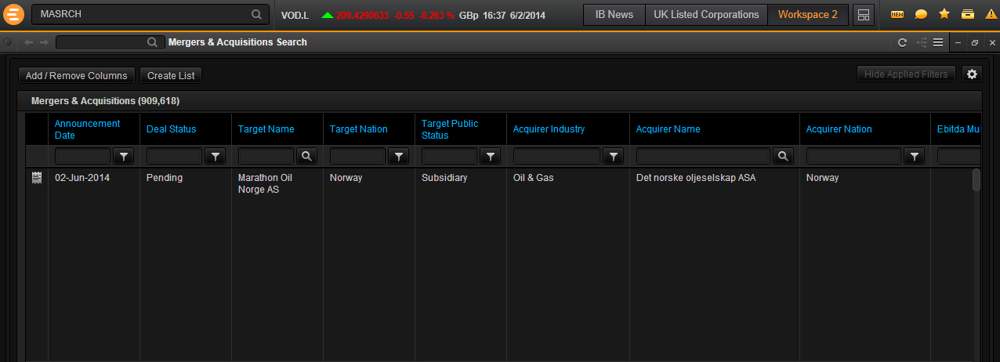 MASRCH VOD.L 209.4290633 -0.55 -0.263 % GBp 16:37 6/2/2014 IB News UK Listed Corporations Workspace 2 NEW
Mergers & Acquisitions Search
Add / Remove Columns Create List Hide Applied Filters
Mergers & Acquisitions (909,618)
Announcement Date Deal Status Target Name Target Nation Target Public Status Acquirer Industry Acquirer Name Acquirer Nation Ebitda Mul
02-Jun-2014 Pending Marathon Oil Norge AS Norway Subsidiary Oil & Gas Det norske oljeselskap ASA Norway